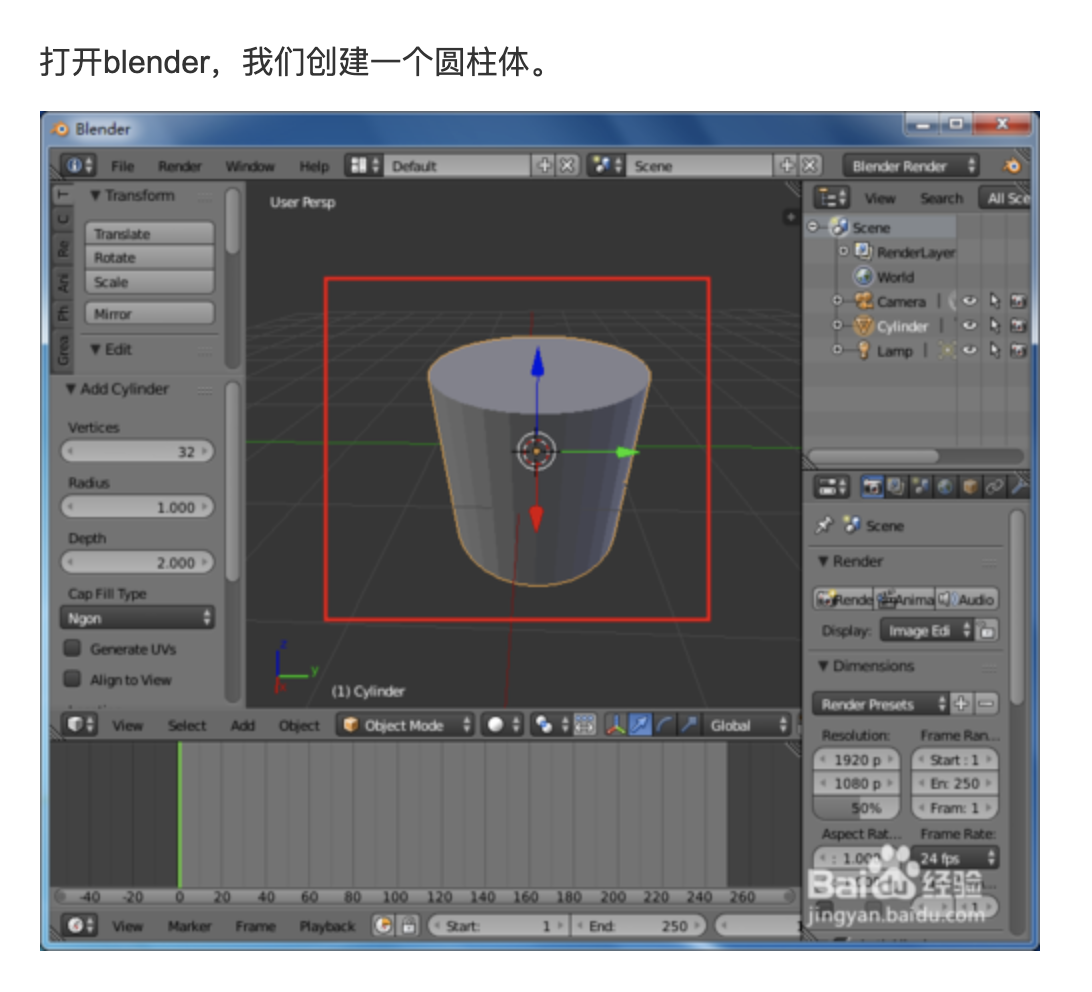 打开blender，我们创建一个圆柱体。
Blender
File Render Window Help Default Scene Blender Render
Transform
Translate
Rotate
Scale
Mirror
Edit
T
C
Re
Ani
Ph
Grea
Add Cylinder
Vertices
32
Radius
1.000
Depth
2.000
Cap Fill Type
Ngon
Generate UVs
Align to View
User Persp
z
y
(1) Cylinder
View Select Add Object Object Mode Global
View Search All Sce
Scene
RenderLayer
World
Camera
Cylinder
Lamp
Scene
Render
Rende Anima Audio
Display: Image Edi
Dimensions
Render Presets
Resolution: Frame Ran...
1920 p Start : 1
1080 p En: 250
50% Fram: 1
Aspect Rat... Frame Rate:
: 1.00 24 fps
-40 -20 0 20 40 60 80 100 120 140 160 180 200 220 240 260
View Marker Frame Playback Start: 1 End: 250
Baidu 经验
jingyan.baidu.com